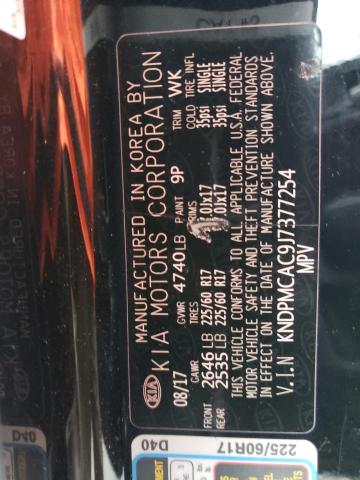 MANUFACTURED IN KOREA BY
KIA MOTORS CORPORATION
KIA
08/17 GVWR 4740LB PAINT 9P TRIM WK
GAWR TIRES RIMS COLD TIRE INFL
FRONT 2646 LB 225/60 R17 7.0Jx17 35psi SINGLE
REAR 2535 LB 225/60 R17 7.0Jx17 35psi SINGLE
THIS VEHICLE CONFORMS TO ALL APPLICABLE U.S.A. FEDERAL
MOTOR VEHICLE SAFETY AND THEFT PREVENTION STANDARDS
IN EFFECT ON THE DATE OF MANUFACTURE SHOWN ABOVE.
V.I.N KNDPMCAC9J7377254
MPV
D40
225/60R17